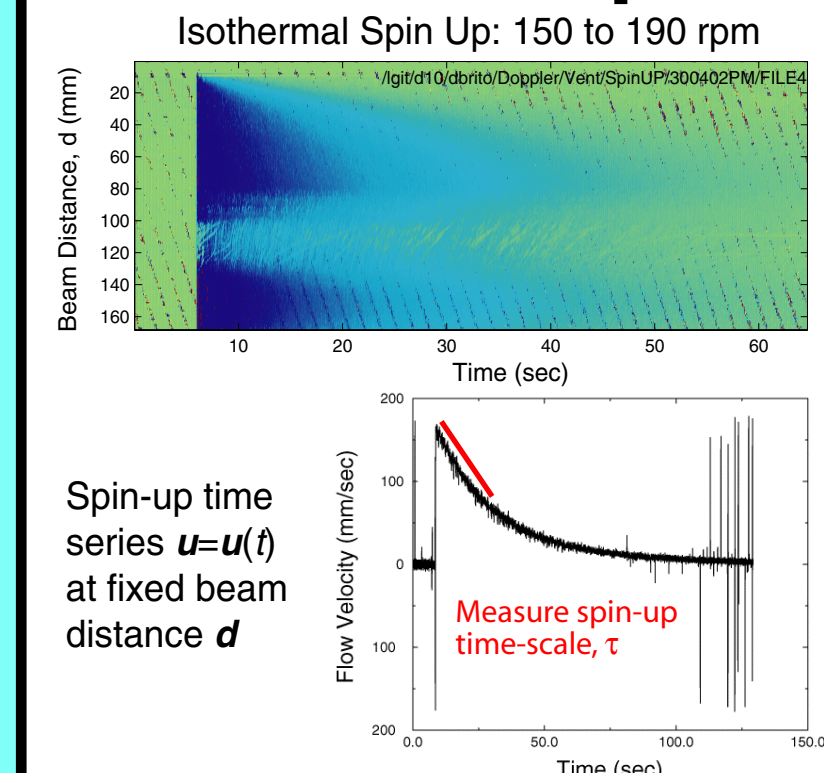 Isothermal Spin Up: 150 to 190 rpm
/lgit/d10/dbrito/Doppler/Vent/SpinUP/300402PM/FILE4
Beam Distance, d (mm)
20
40
60
80
100
120
140
160
10 20 30 40 50 60
Time (sec)
Spin-up time
series u=u(t)
at fixed beam
distance d
Flow Velocity (mm/sec)
200
100
0
100
200
Measure spin-up
time-scale, τ
0.0 50.0 100.0 150.0
Time (sec)